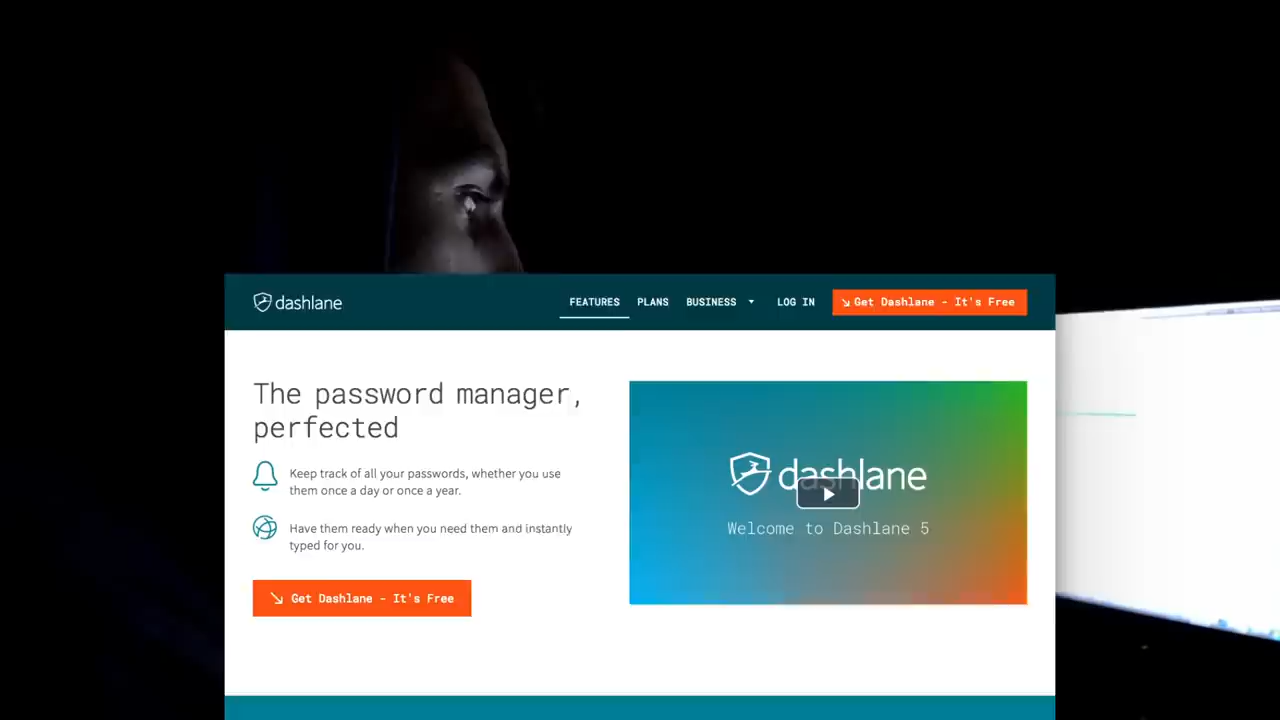 dashlane
FEATURES
PLANS
BUSINESS
LOG IN
Get Dashlane - It's Free
The password manager,
perfected
Keep track of all your passwords, whether you use
them once a day or once a year.
Have them ready when you need them and instantly
typed for you.
Get Dashlane - It's Free
dashlane
Welcome to Dashlane 5